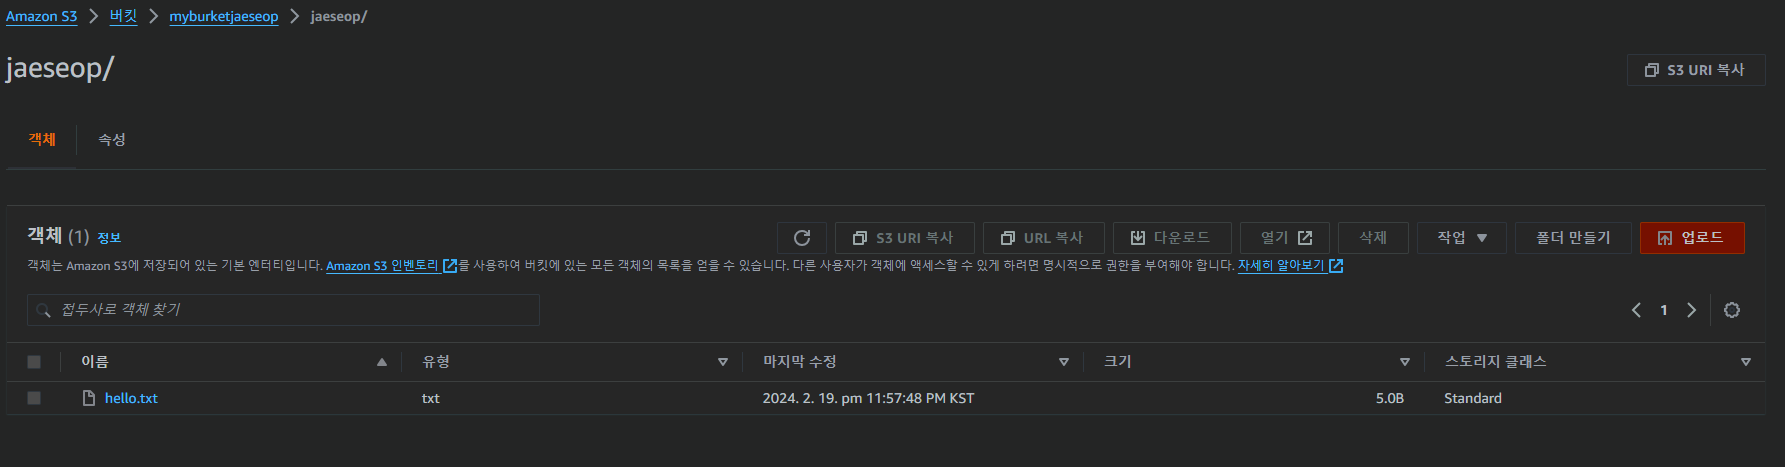 Amazon S3 > 버킷 > myburketjaeseop > jaeseop/
jaeseop/
S3 URI 복사
객체 속성
객체 (1) 정보
S3 URI 복사 URL 복사 다운로드 열기 삭제 작업 폴더 만들기 업로드
객체는 Amazon S3에 저장되어 있는 기본 엔터티입니다. Amazon S3 인벤토리를 사용하여 버킷에 있는 모든 객체의 목록을 얻을 수 있습니다. 다른 사용자가 객체에 액세스할 수 있게 하려면 명시적으로 권한을 부여해야 합니다. 자세히 알아보기
접두사로 객체 찾기
1
이름 유형 마지막 수정 크기 스토리지 클래스
hello.txt txt 2024. 2. 19. pm 11:57:48 PM KST 5.0B Standard